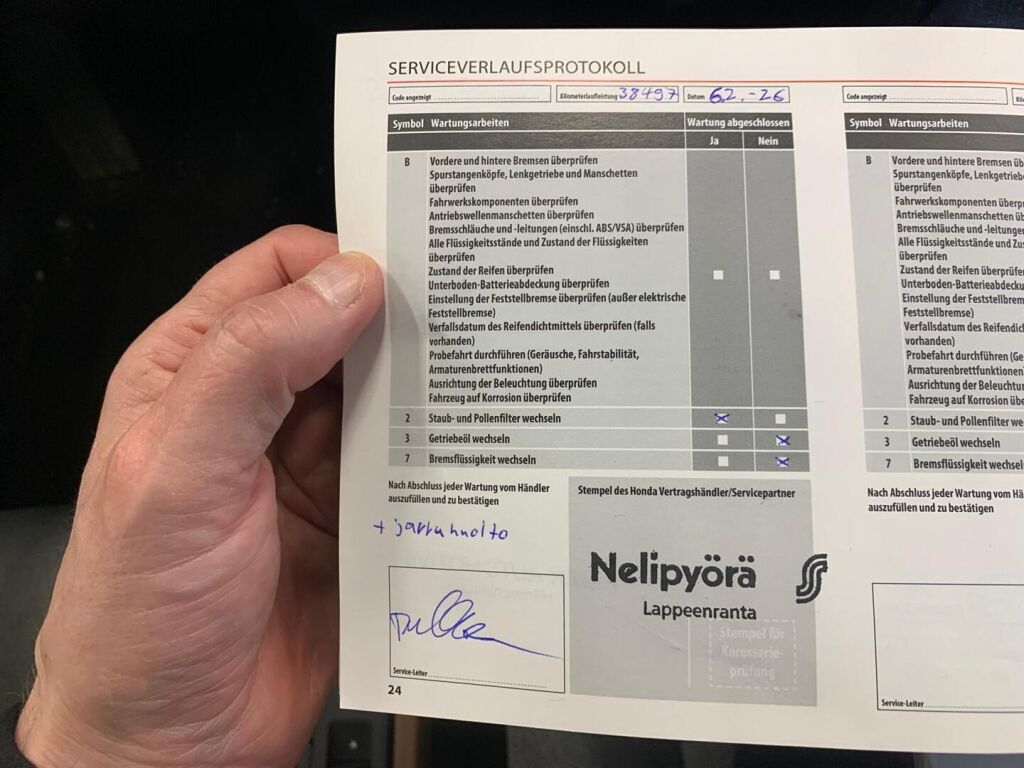 SERVICEVERLAUFSPROTOKOLL
Code angezeigt
Kilometerlaufleistung 38497
Datum 6.2.-26
Symbol Wartungsarbeiten
Wartung abgeschlossen
Ja Nein
B Vordere und hintere Bremsen überprüfen
Spurstangenköpfe, Lenkgetriebe und Manschetten
überprüfen
Fahrwerkskomponenten überprüfen
Antriebswellenmanschetten überprüfen
Bremsschläuche und -leitungen (einschl. ABS/VSA) überprüfen
Alle Flüssigkeitsstände und Zustand der Flüssigkeiten
überprüfen
Zustand der Reifen überprüfen
Unterboden-Batterieabdeckung überprüfen
Einstellung der Feststellbremse überprüfen (außer elektrische
Feststellbremse)
Verfallsdatum des Reifendichtmittels überprüfen (falls
vorhanden)
Probefahrt durchführen (Geräusche, Fahrstabilität,
Armaturenbrettfunktionen)
Ausrichtung der Beleuchtung überprüfen
Fahrzeug auf Korrosion überprüfen
2 Staub- und Pollenfilter wechseln
3 Getriebeöl wechseln
7 Bremsflüssigkeit wechseln
Nach Abschluss jeder Wartung vom Händler
auszufüllen und zu bestätigen
+ jarruhuolto
Service-Leiter
24
Stempel des Honda Vertragshändler/Servicepartner
Nelipyörä
Lappeenranta
Stempel für
Karosserie-
prüfung
Code angezeigt
Symbol Wartungsarbeiten
B Vordere und hintere Bremsen üb
Spurstangenköpfe, Lenkgetriebe
überprüfen
Fahrwerkskomponenten überpr
Antriebswellenmanschetten üb
Bremsschläuche und -leitungen
Alle Flüssigkeitsstände und Zu
überprüfen
Zustand der Reifen überprüfe
Unterboden-Batterieabdecku
Einstellung der Feststellbrem
Feststellbremse)
Verfallsdatum des Reifendic
vorhanden)
Probefahrt durchführen (Ge
Armaturenbrettfunktionen
Ausrichtung der Beleuchtu
Fahrzeug auf Korrosion übe
2 Staub- und Pollenfilter we
3 Getriebeöl wechseln
7 Bremsflüssigkeit wechsel
Nach Abschluss jeder Wartung vom Hä
auszufüllen und zu bestätigen
Service-Leiter